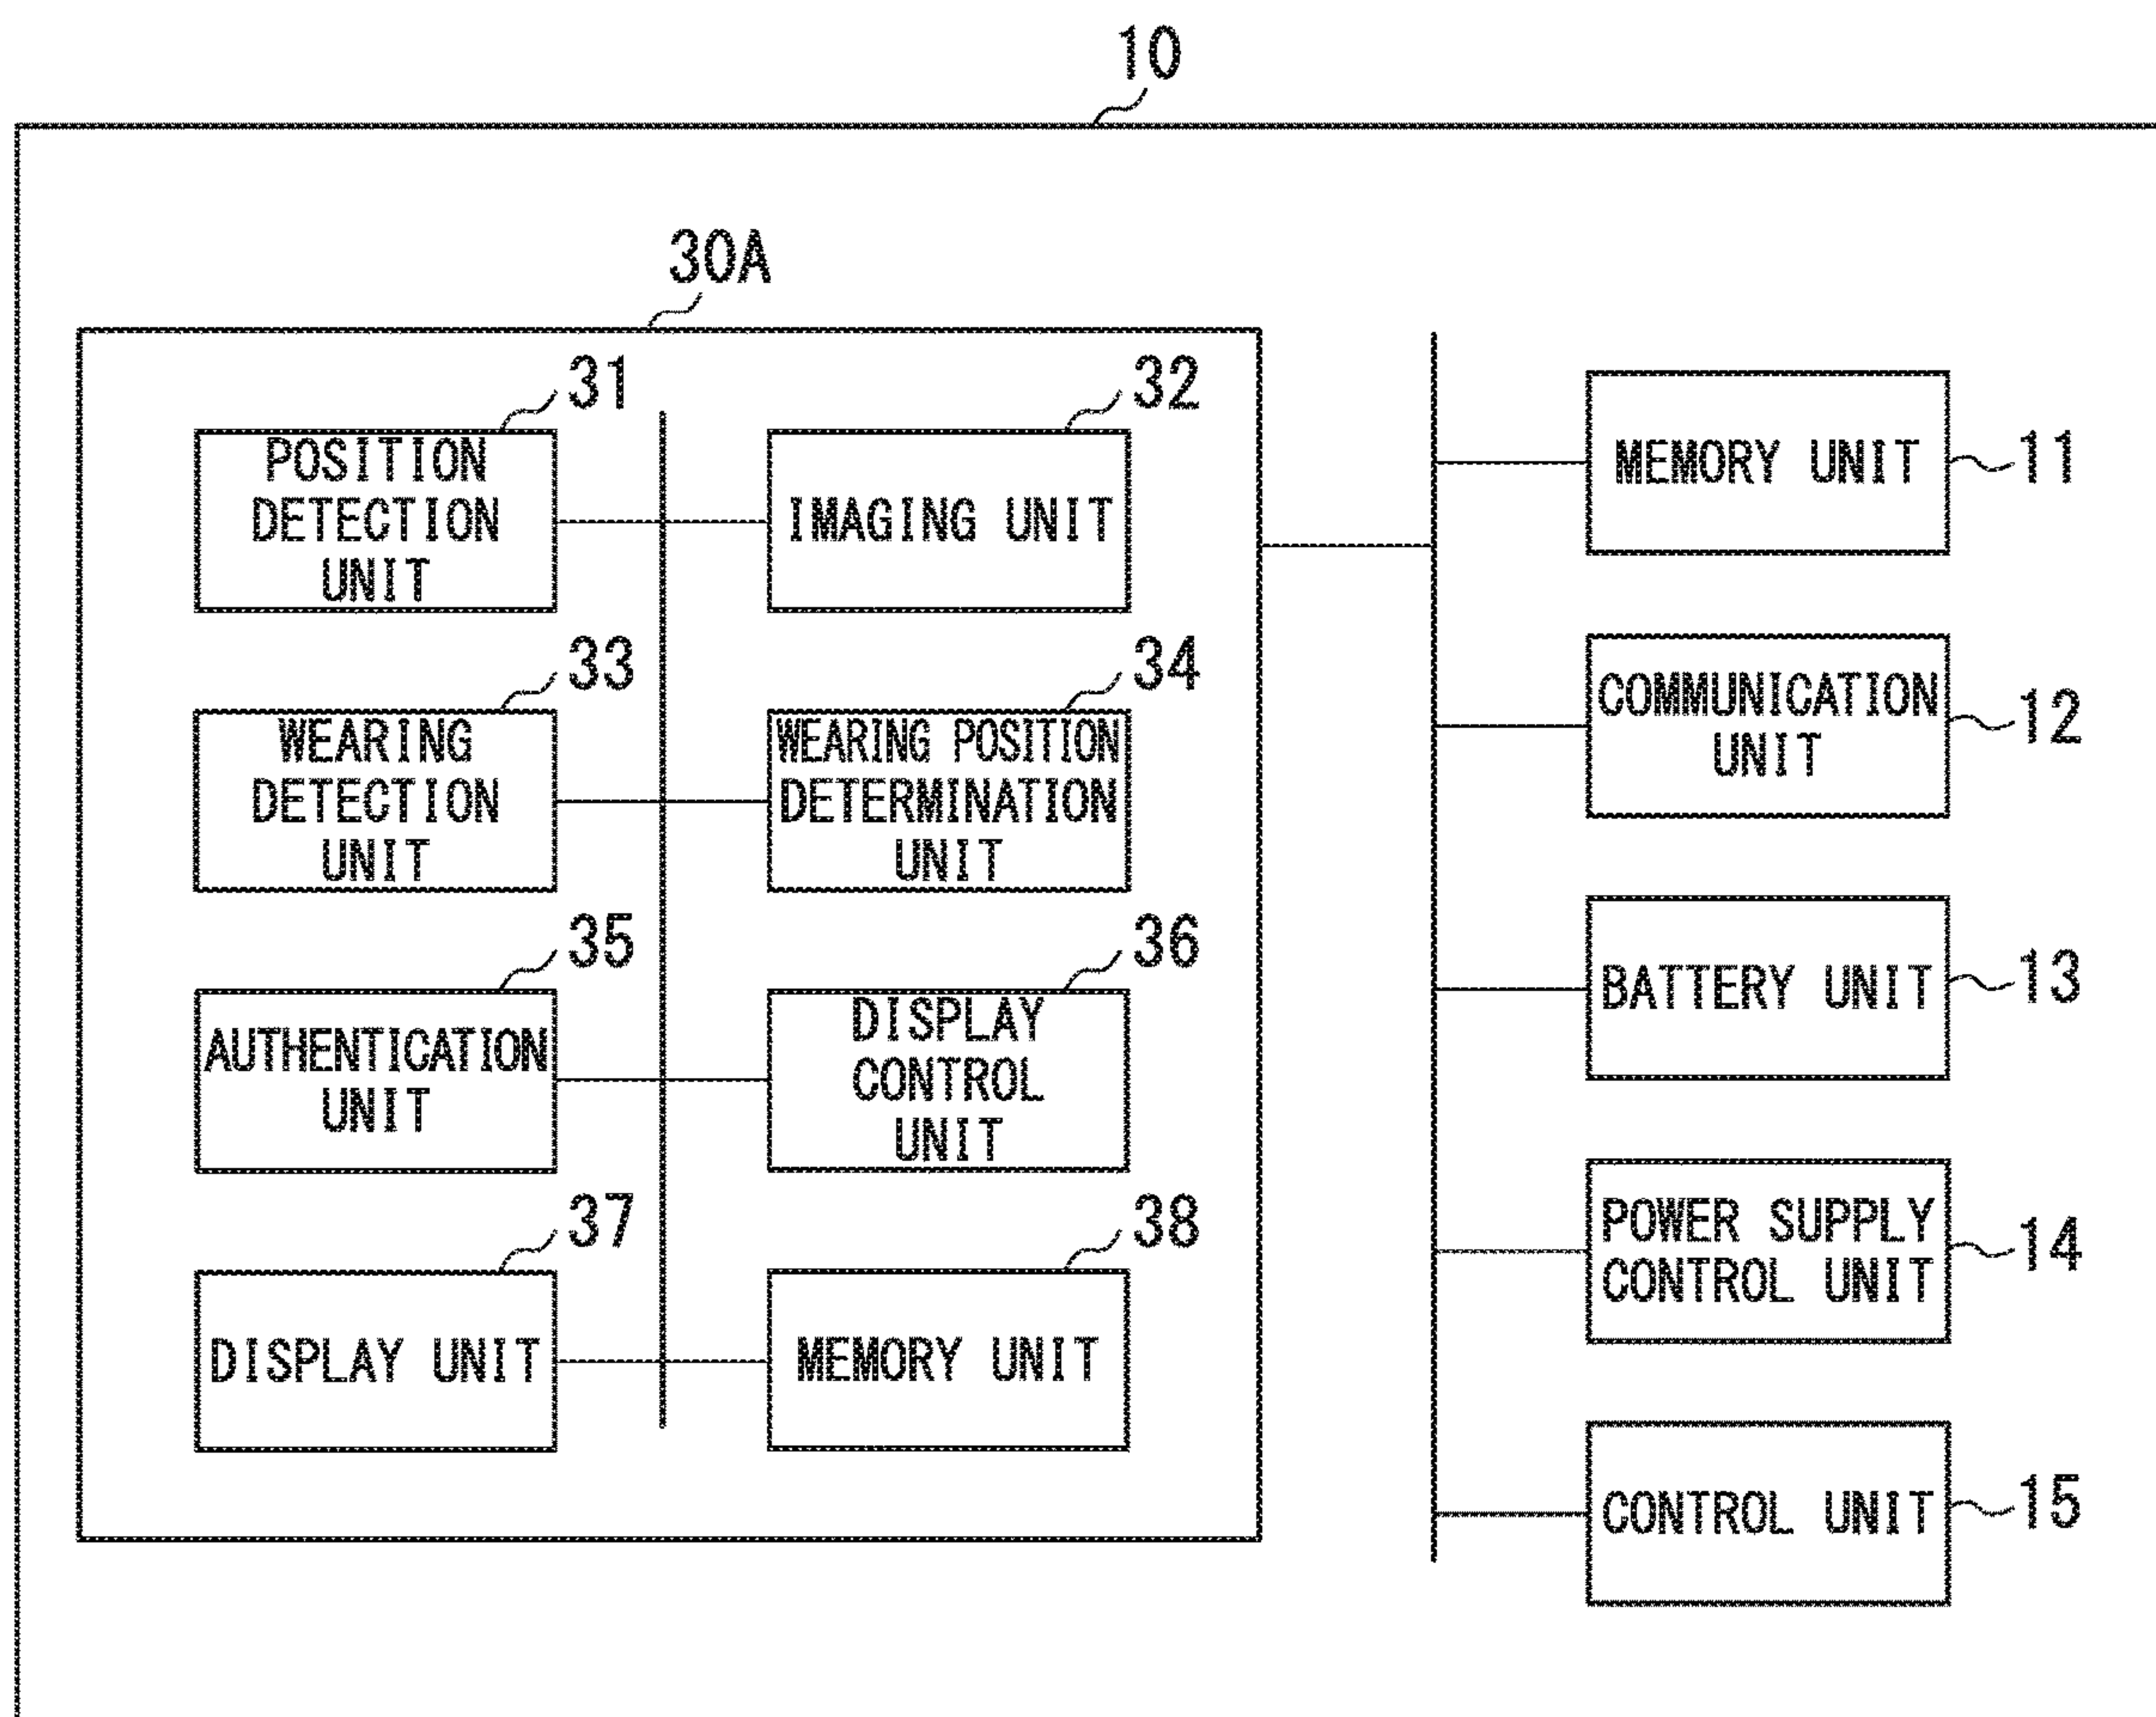 10
30A
31
POSITION
DETECTION
UNIT
32
IMAGING UNIT
33
WEARING
DETECTION
UNIT
34
WEARING POSITION
DETERMINATION
UNIT
35
AUTHENTICATION
UNIT
36
DISPLAY
CONTROL
UNIT
37
DISPLAY UNIT
38
MEMORY UNIT
MEMORY UNIT
11
COMMUNICATION
UNIT
12
BATTERY UNIT
13
POWER SUPPLY
CONTROL UNIT
14
CONTROL UNIT
15